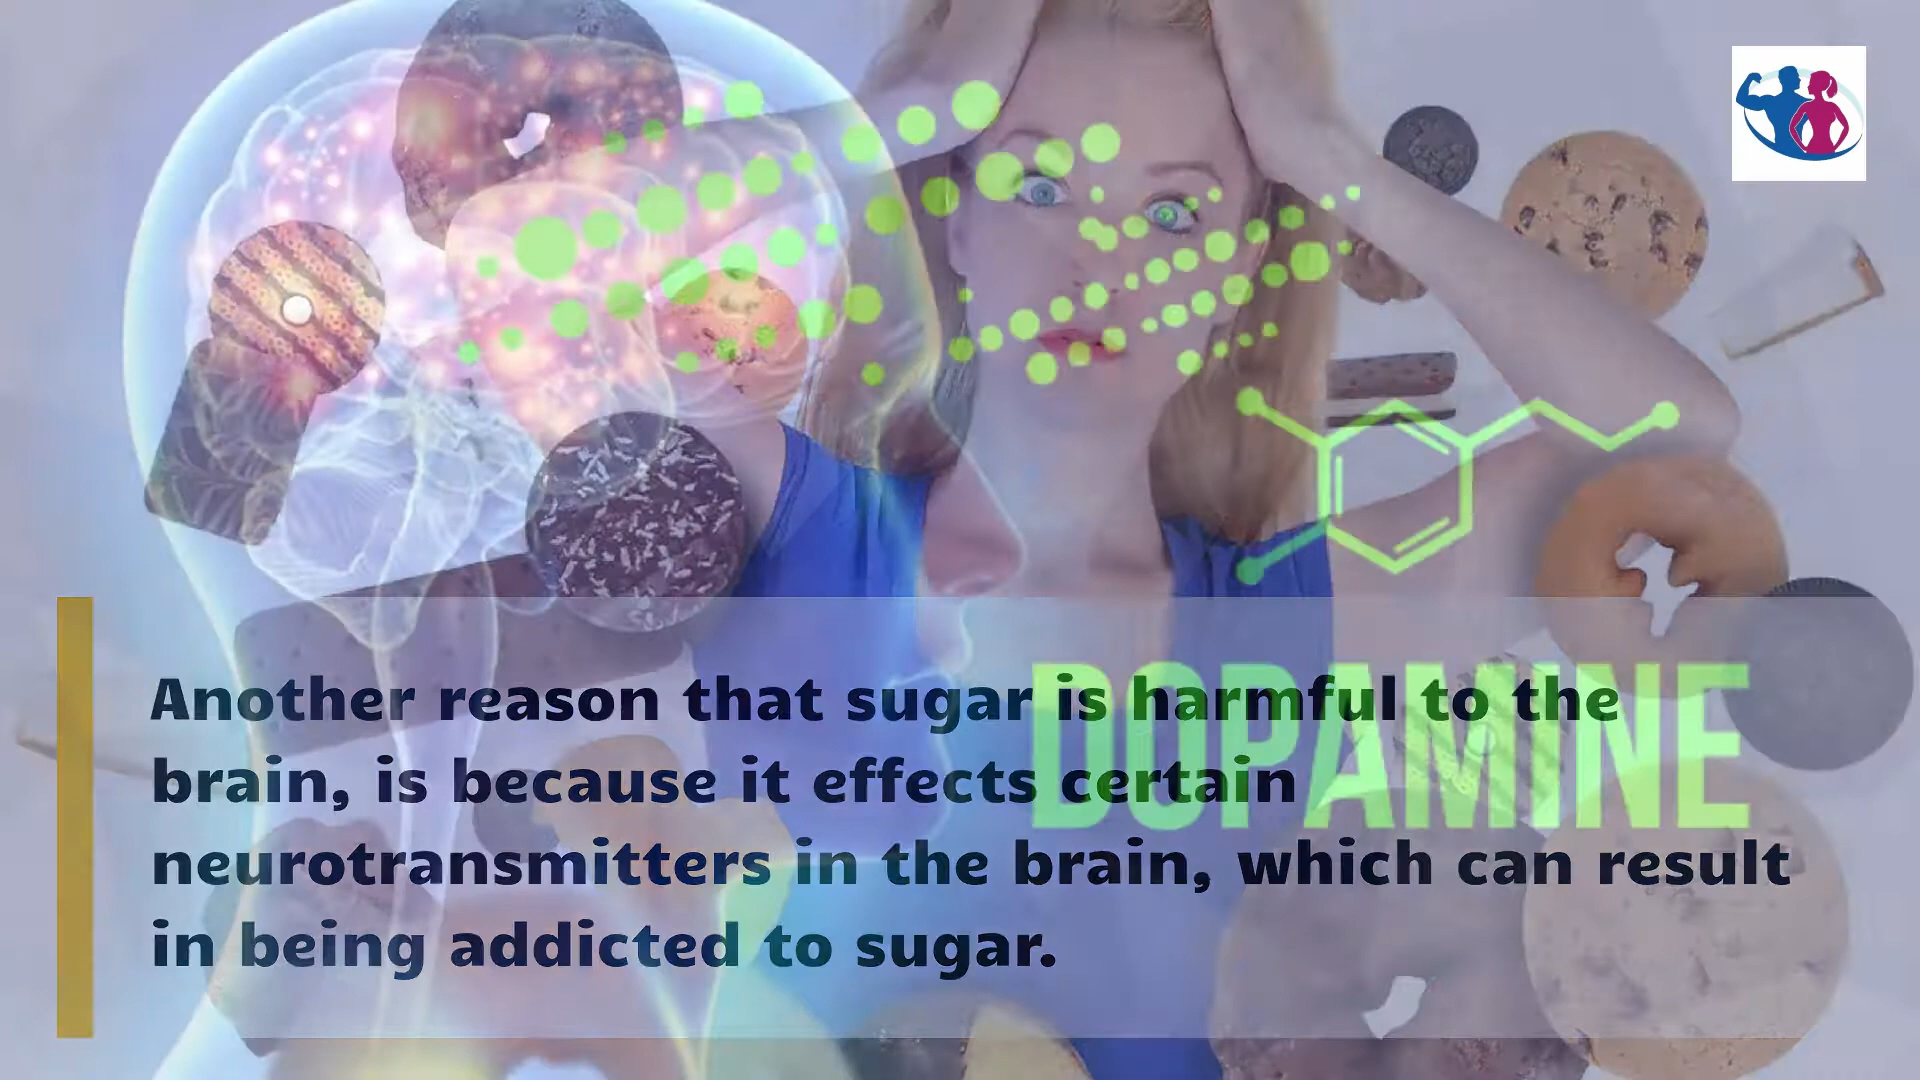 Another reason that sugar is harmful to the
brain, is because it effects certain
neurotransmitters in the brain, which can result
in being addicted to sugar.
DOPAMINE